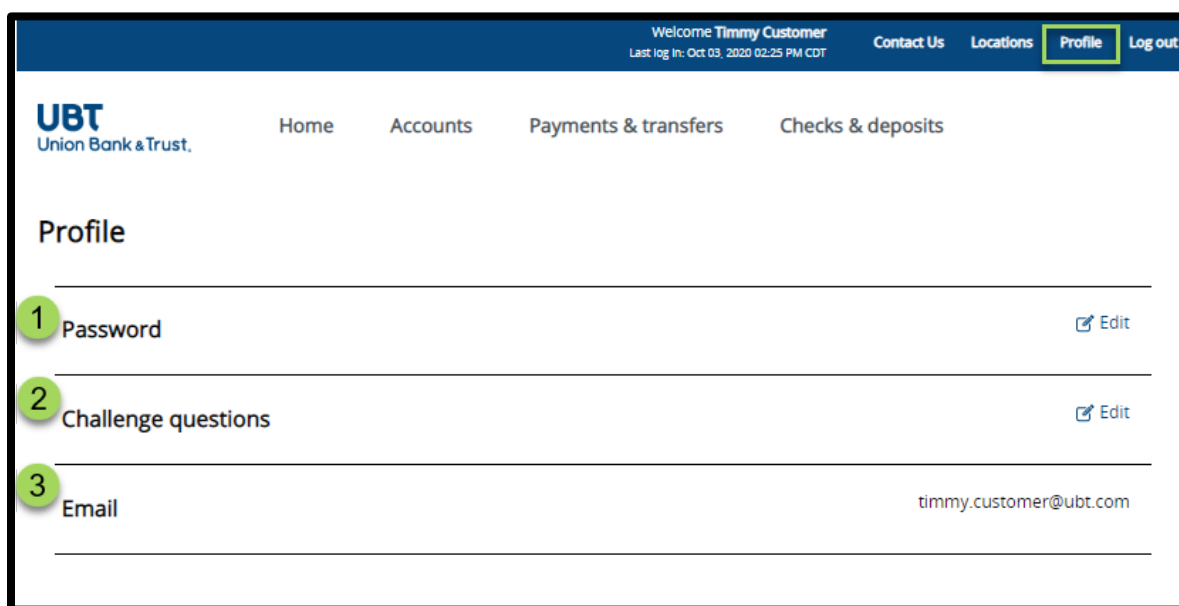 Welcome Timmy Customer
Last log in: Oct 03, 2020 02:25 PM CDT
Contact Us Locations Profile Log out
UBT
Union Bank & Trust.
Home Accounts Payments & transfers Checks & deposits
Profile
1 Password Edit
2 Challenge questions Edit
3 Email timmy.customer@ubt.com